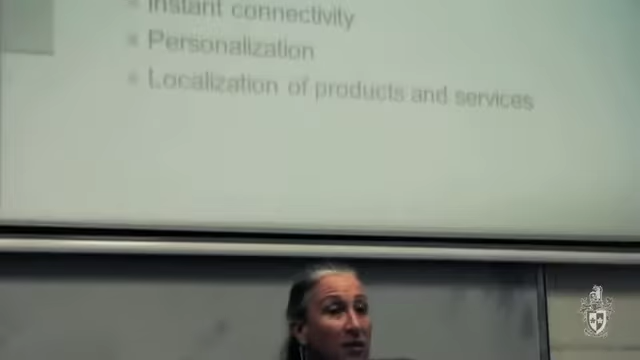 Instant connectivity
Personalization
Localization of products and services